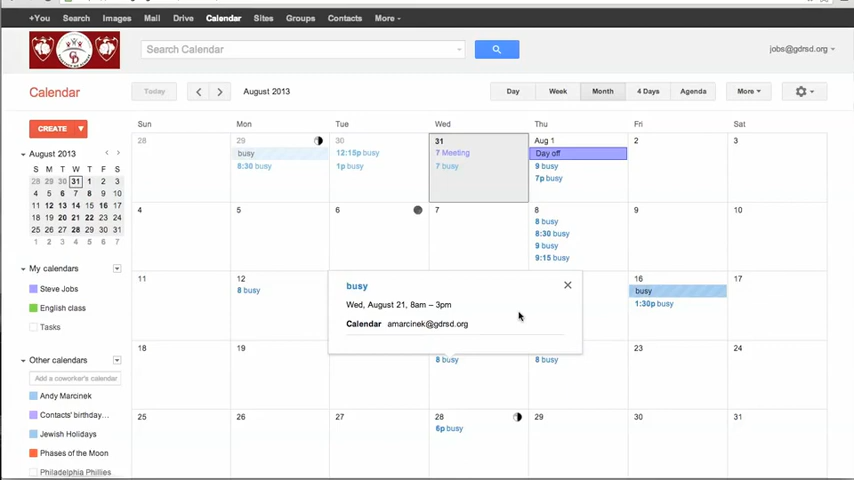 +You Search Images Mail Drive Calendar Sites Groups Contacts More
Search Calendar
jobs@gdrsd.org
Calendar
Today
August 2013
Day Week Month 4 Days Agenda
More
CREATE
August 2013
S M T W T F S
28 29 30 31 1 2 3
4 5 6 7 8 9 10
11 12 13 14 15 16 17
18 19 20 21 22 23 24
25 26 27 28 29 30 31
1 2 3 4 5 6 7
My calendars
Steve Jobs
English class
Tasks
Other calendars
Add a coworker's calendar
Andy Marcinek
Contacts' birthday…
Jewish Holidays
Phases of the Moon
Philadelphia Phillies
Sun Mon Tue Wed Thu Fri Sat
28 29 30 31 Aug 1 2 3
busy
8:30 busy
12:15p busy
1p busy
7 Meeting
7 busy
Day off
9 busy
7p busy
4 5 6 7 8 9 10
8 busy
8:30 busy
9 busy
9:15 busy
11 12 16 17
8 busy
busy
1:30p busy
busy
Wed, August 21, 8am – 3pm
Calendar amarcinek@gdrsd.org
18 19 23 24
8 busy
8 busy
25 26 27 28 29 30 31
6p busy